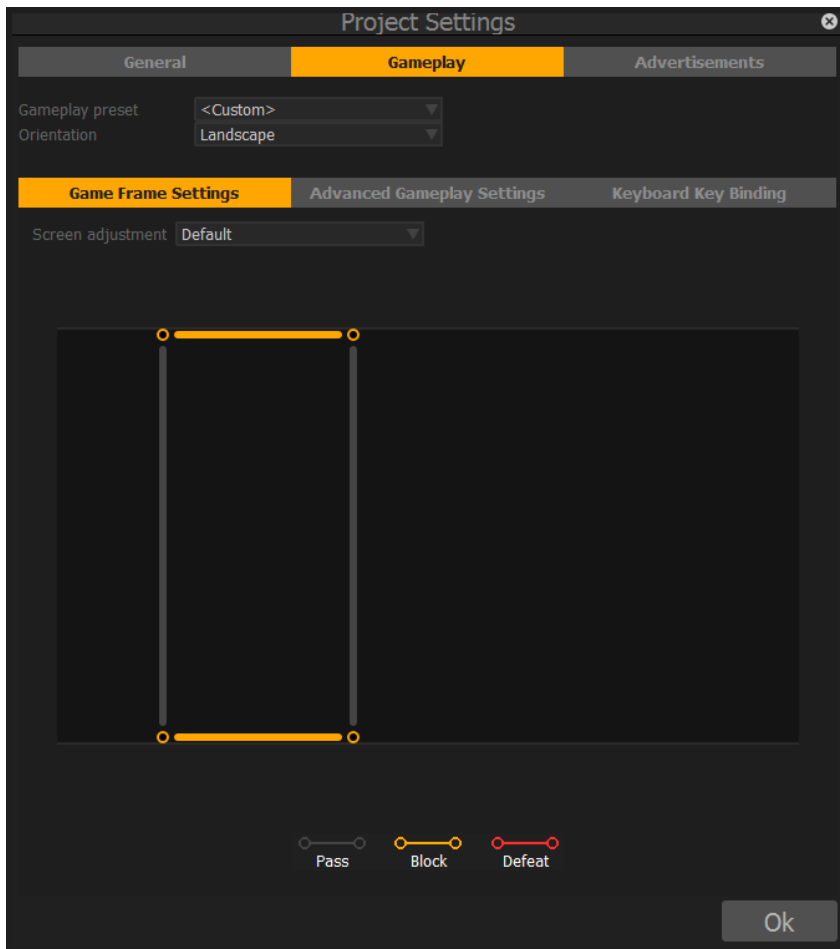 Project Settings
General Gameplay Advertisements
Gameplay preset <Custom>
Orientation Landscape
Game Frame Settings Advanced Gameplay Settings Keyboard Key Binding
Screen adjustment Default
Pass Block Defeat
Ok